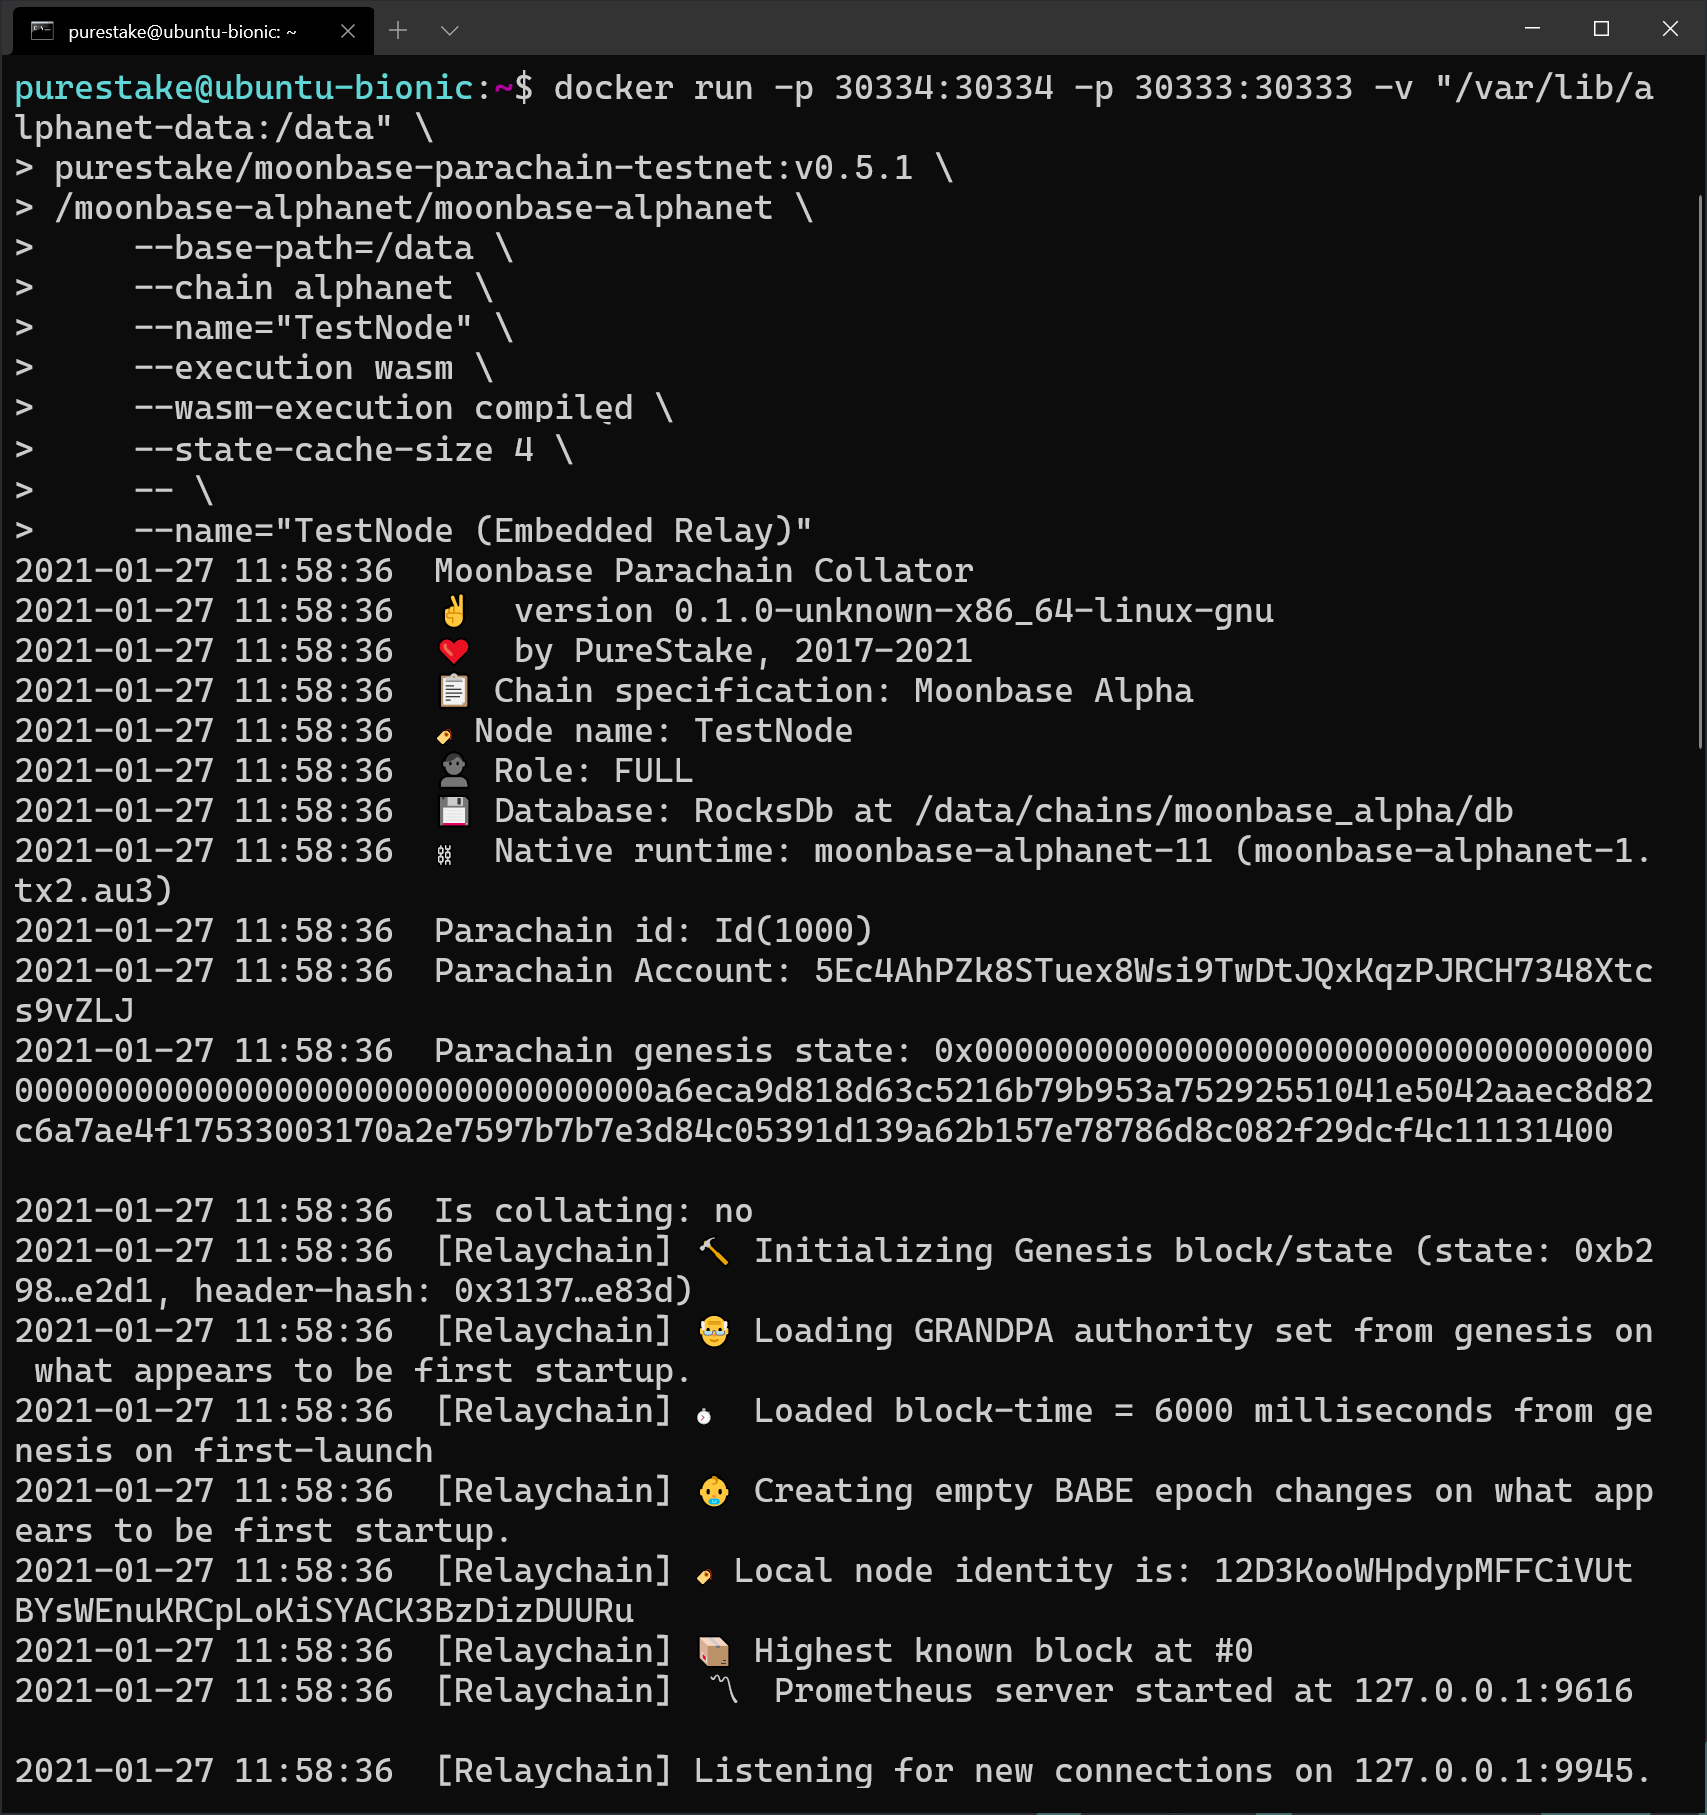 purestake@ubuntu-bionic: ~
purestake@ubuntu-bionic:~$ docker run -p 30334:30334 -p 30333:30333 -v "/var/lib/a
lphanet-data:/data" \
> purestake/moonbase-parachain-testnet:v0.5.1 \
> /moonbase-alphanet/moonbase-alphanet \
>     --base-path=/data \
>     --chain alphanet \
>     --name="TestNode" \
>     --execution wasm \
>     --wasm-execution compiled \
>     --state-cache-size 4 \
>     -- \
>     --name="TestNode (Embedded Relay)"
2021-01-27 11:58:36  Moonbase Parachain Collator
2021-01-27 11:58:36  ✌️  version 0.1.0-unknown-x86_64-linux-gnu
2021-01-27 11:58:36  ❤️  by PureStake, 2017-2021
2021-01-27 11:58:36  📋 Chain specification: Moonbase Alpha
2021-01-27 11:58:36  🏷 Node name: TestNode
2021-01-27 11:58:36  👤 Role: FULL
2021-01-27 11:58:36  💾 Database: RocksDb at /data/chains/moonbase_alpha/db
2021-01-27 11:58:36  ⛓  Native runtime: moonbase-alphanet-11 (moonbase-alphanet-1.
tx2.au3)
2021-01-27 11:58:36  Parachain id: Id(1000)
2021-01-27 11:58:36  Parachain Account: 5Ec4AhPZk8STuex8Wsi9TwDtJQxKqzPJRCH7348Xtc
s9vZLJ
2021-01-27 11:58:36  Parachain genesis state: 0x0000000000000000000000000000000000
00000000000000000000000000000000a6eca9d818d63c5216b79b953a752925510­41e5042aaec8d82
c6a7ae4f17533003170a2e7597b7b7e3d84c05391d139a62b157e78786d8c082f29dcf4c11131400
2021-01-27 11:58:36  Is collating: no
2021-01-27 11:58:36  [Relaychain] 🔨 Initializing Genesis block/state (state: 0xb2
98…e2d1, header-hash: 0x3137…e83d)
2021-01-27 11:58:36  [Relaychain] 👴 Loading GRANDPA authority set from genesis on
 what appears to be first startup.
2021-01-27 11:58:36  [Relaychain] ⏱  Loaded block-time = 6000 milliseconds from ge
nesis on first-launch
2021-01-27 11:58:36  [Relaychain] 👶 Creating empty BABE epoch changes on what app
ears to be first startup.
2021-01-27 11:58:36  [Relaychain] 🏷 Local node identity is: 12D3KooWHpdypMFFCiVUt
BYsWEnuKRCpLoKiSYACK3BzDizDUURu
2021-01-27 11:58:36  [Relaychain] 📦 Highest known block at #0
2021-01-27 11:58:36  [Relaychain] 〽️  Prometheus server started at 127.0.0.1:9616
2021-01-27 11:58:36  [Relaychain] Listening for new connections on 127.0.0.1:9945.